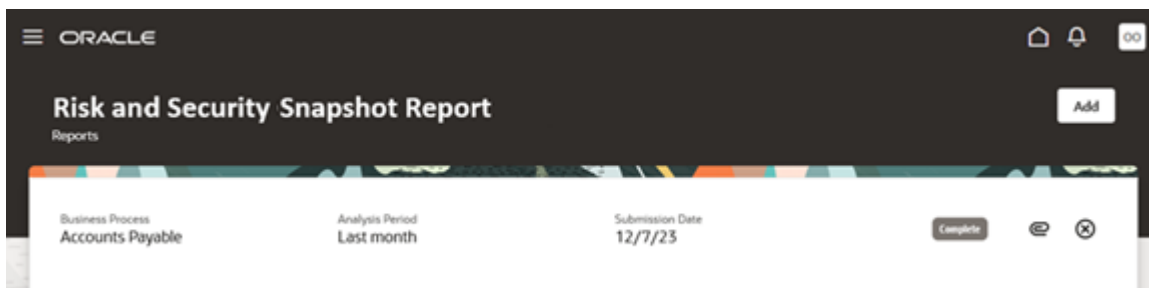 ORACLE
OO
Risk and Security Snapshot Report
Add
Reports
Business Process
Analysis Period
Submission Date
Accounts Payable
Last month
12/7/23
Complete